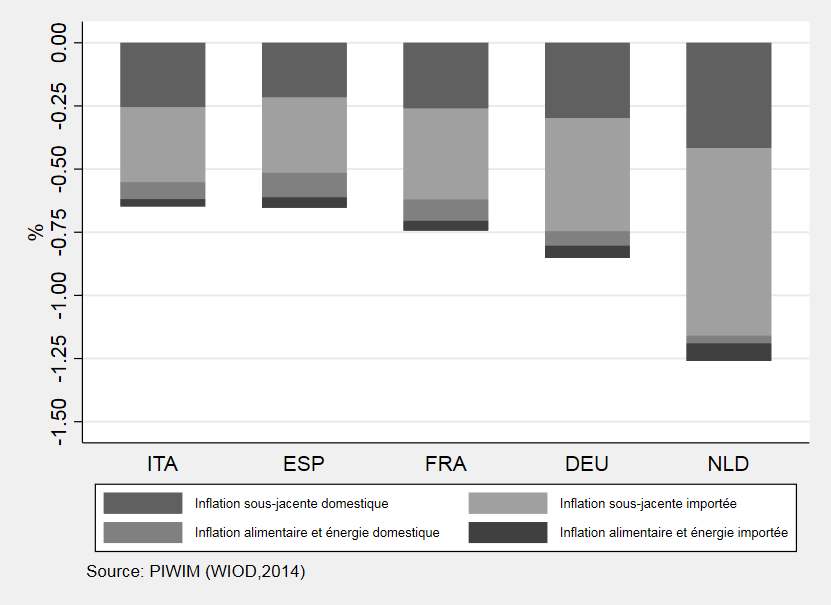 0.00
-0.25
-0.50
-0.75
-1.00
-1.25
-1.50
%
ITA ESP FRA DEU NLD
Inflation sous-jacente domestique Inflation sous-jacente importée
Inflation alimentaire et énergie domestique Inflation alimentaire et énergie importée
Source: PIWIM (WIOD,2014)